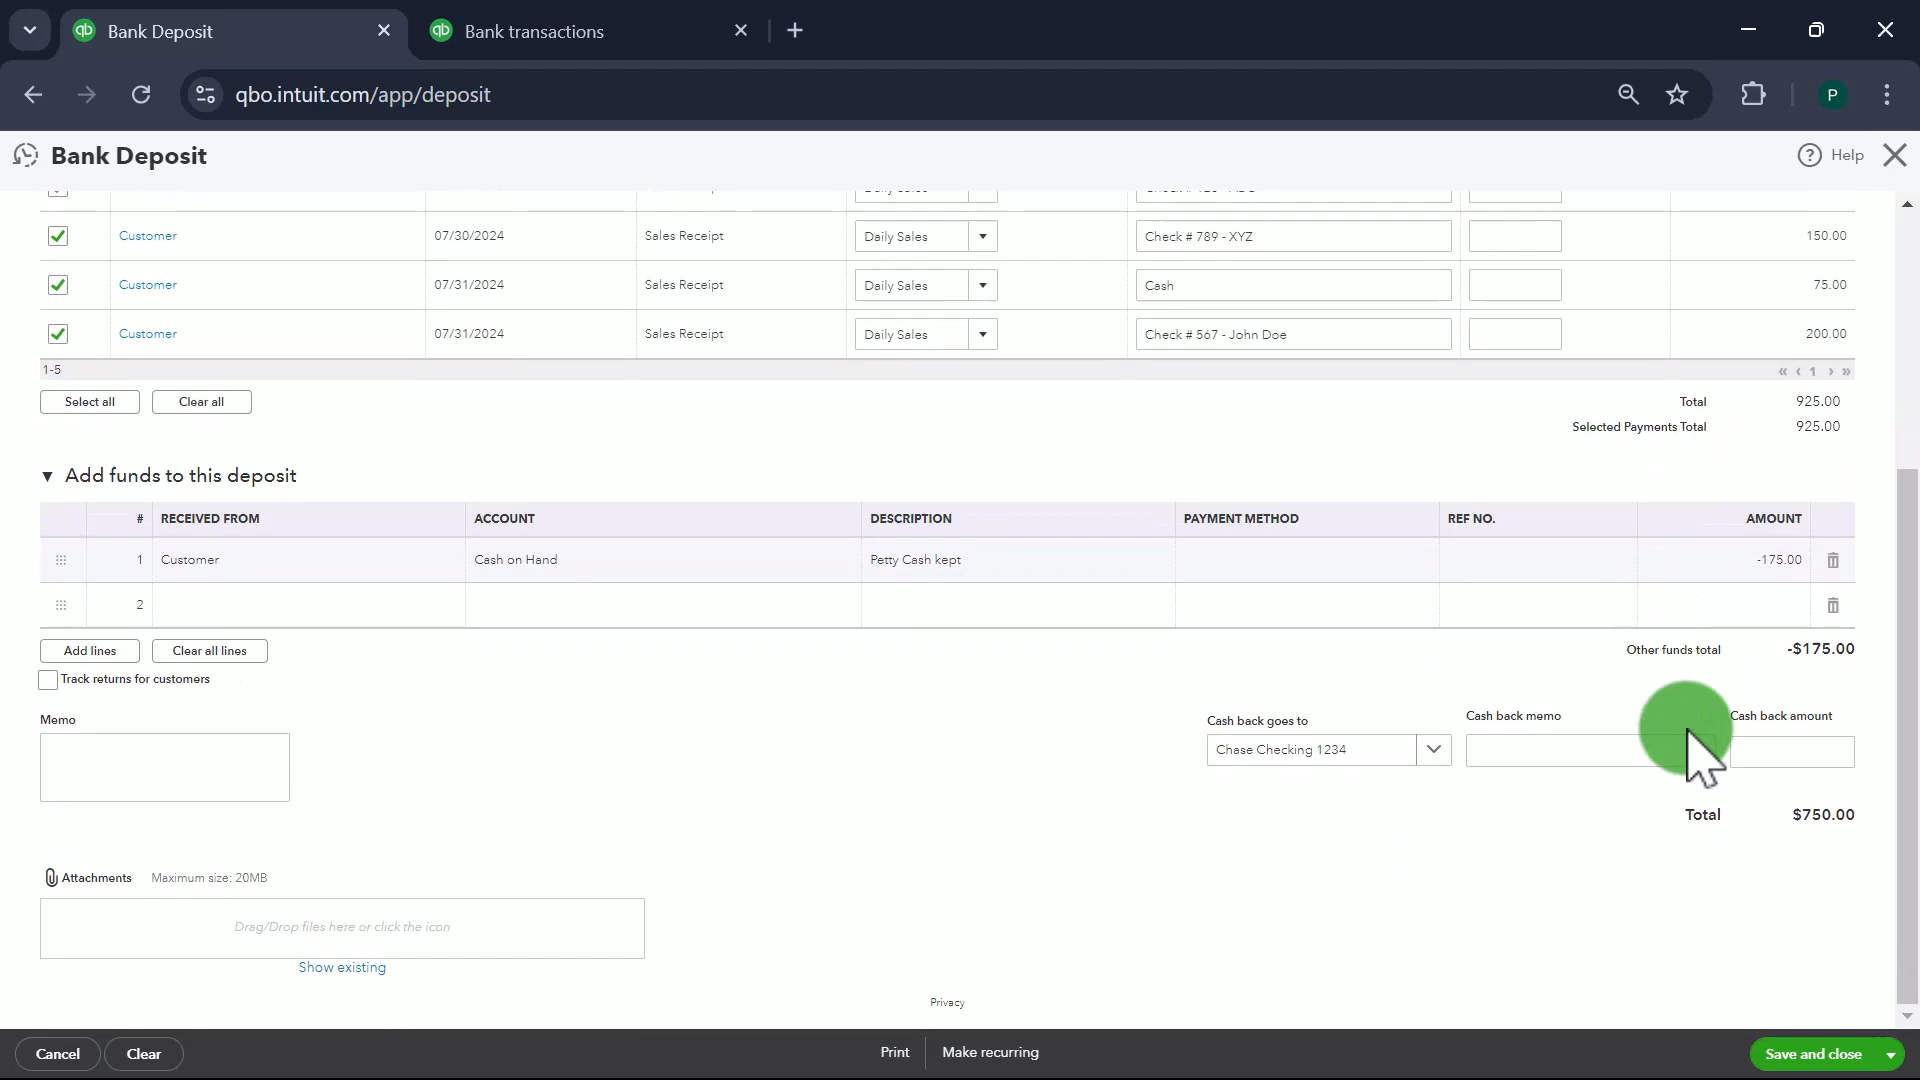 Bank Deposit
Bank transactions
qbo.intuit.com/app/deposit
P
Bank Deposit
Help
Customer 07/30/2024 Sales Receipt Daily Sales Check # 789 - XYZ 150.00
Customer 07/31/2024 Sales Receipt Daily Sales Cash 75.00
Customer 07/31/2024 Sales Receipt Daily Sales Check # 567 - John Doe 200.00
1-5 « ‹ 1 › »
Select all Clear all Total 925.00
Selected Payments Total 925.00
Add funds to this deposit
# RECEIVED FROM ACCOUNT DESCRIPTION PAYMENT METHOD REF NO. AMOUNT
1 Customer Cash on Hand Petty Cash kept -175.00
2
Add lines Clear all lines Other funds total -$175.00
Track returns for customers
Memo Cash back goes to Cash back memo Cash back amount
Chase Checking 1234
Total $750.00
Attachments Maximum size: 20MB
Drag/Drop files here or click the icon
Show existing
Privacy
Cancel Clear Print Make recurring Save and close